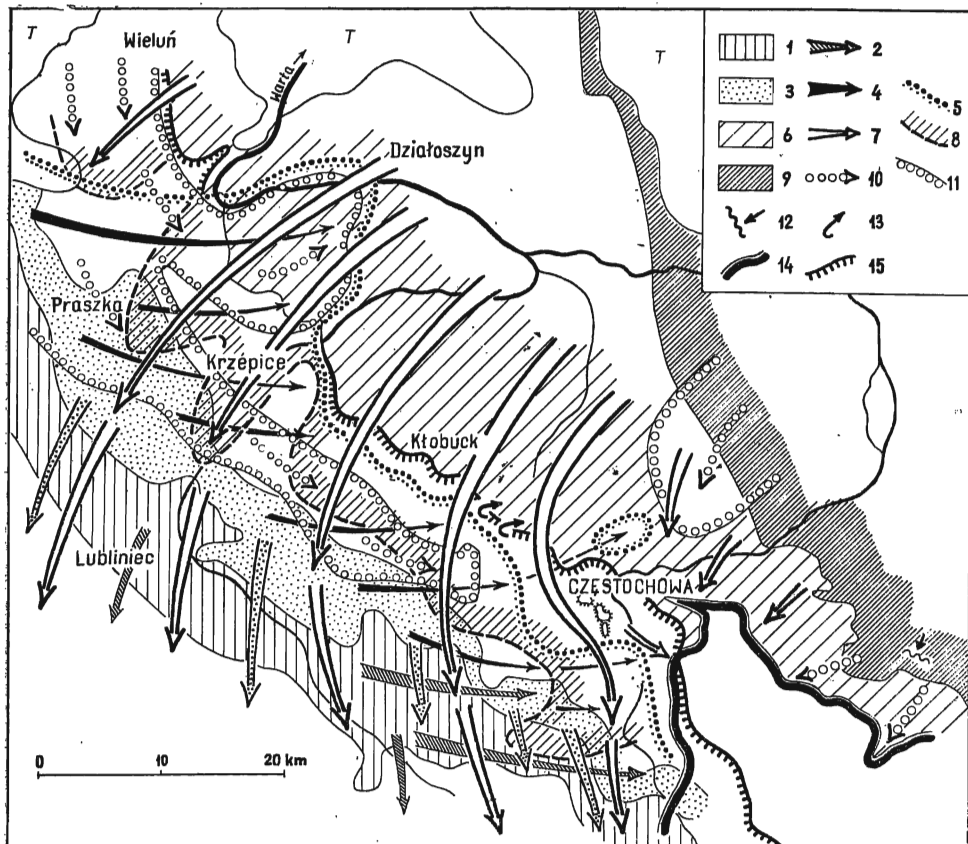 T
Wieluń
T
T
Warta
Działoszyn
Praszka
Krzepice
Kłobuck
Lubliniec
CZĘSTOCHOWA
0 10 20 km
1 2
3 4 5
6 7 8
9 10 11
12 13
14 15